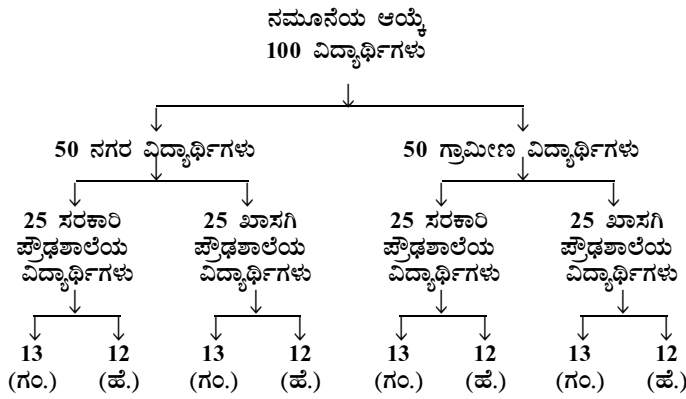 ನಮೂನೆಯ ಆಯ್ಕೆ
100 ವಿದ್ಯಾರ್ಥಿಗಳು
50 ನಗರ ವಿದ್ಯಾರ್ಥಿಗಳು 50 ಗ್ರಾಮೀಣ ವಿದ್ಯಾರ್ಥಿಗಳು
25 ಸರಕಾರಿ 25 ಖಾಸಗಿ 25 ಸರಕಾರಿ 25 ಖಾಸಗಿ
ಪ್ರೌಢಶಾಲೆಯ ಪ್ರೌಢಶಾಲೆಯ ಪ್ರೌಢಶಾಲೆಯ ಪ್ರೌಢಶಾಲೆಯ
ವಿದ್ಯಾರ್ಥಿಗಳು ವಿದ್ಯಾರ್ಥಿಗಳು ವಿದ್ಯಾರ್ಥಿಗಳು ವಿದ್ಯಾರ್ಥಿಗಳು
13 12 13 12 13 12 13 12
(ಗಂ.) (ಹೆ.) (ಗಂ.) (ಹೆ.) (ಗಂ.) (ಹೆ.) (ಗಂ.) (ಹೆ.)